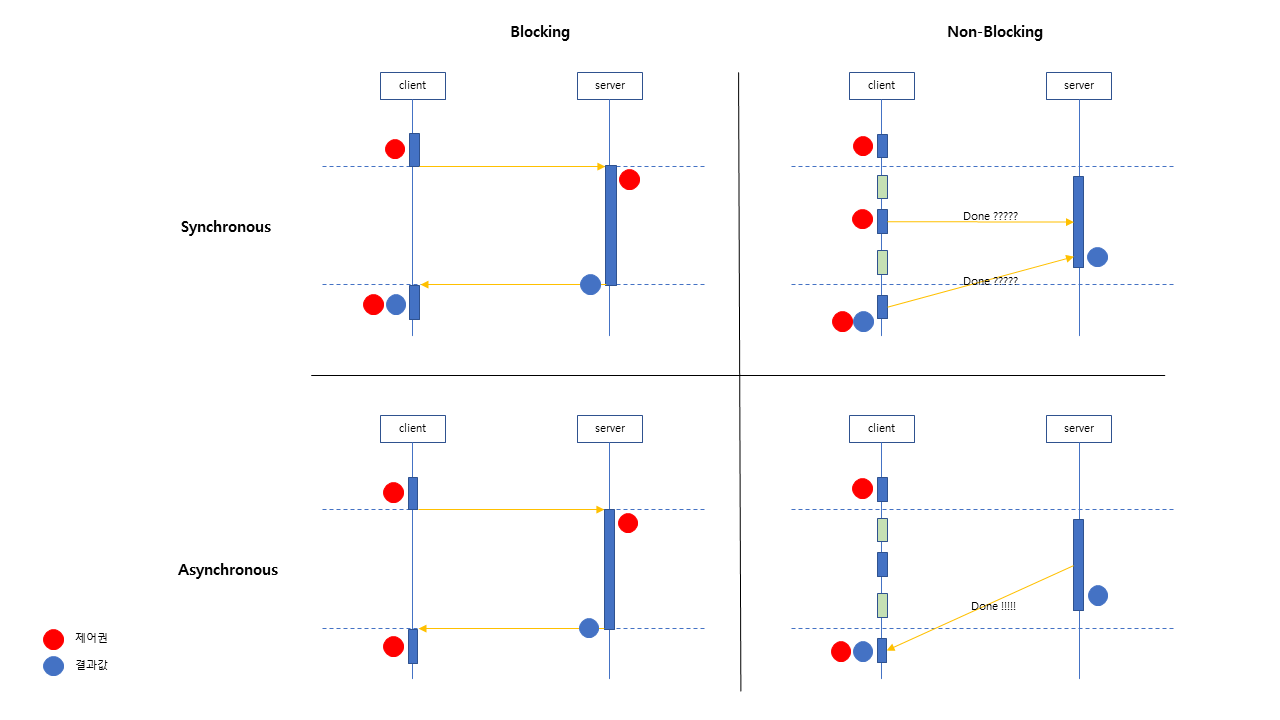 Blocking
Non-Blocking
client
server
client
server
Synchronous
Done ?????
Done ?????
client
server
client
server
Asynchronous
Done !!!!!
제어권
결과값